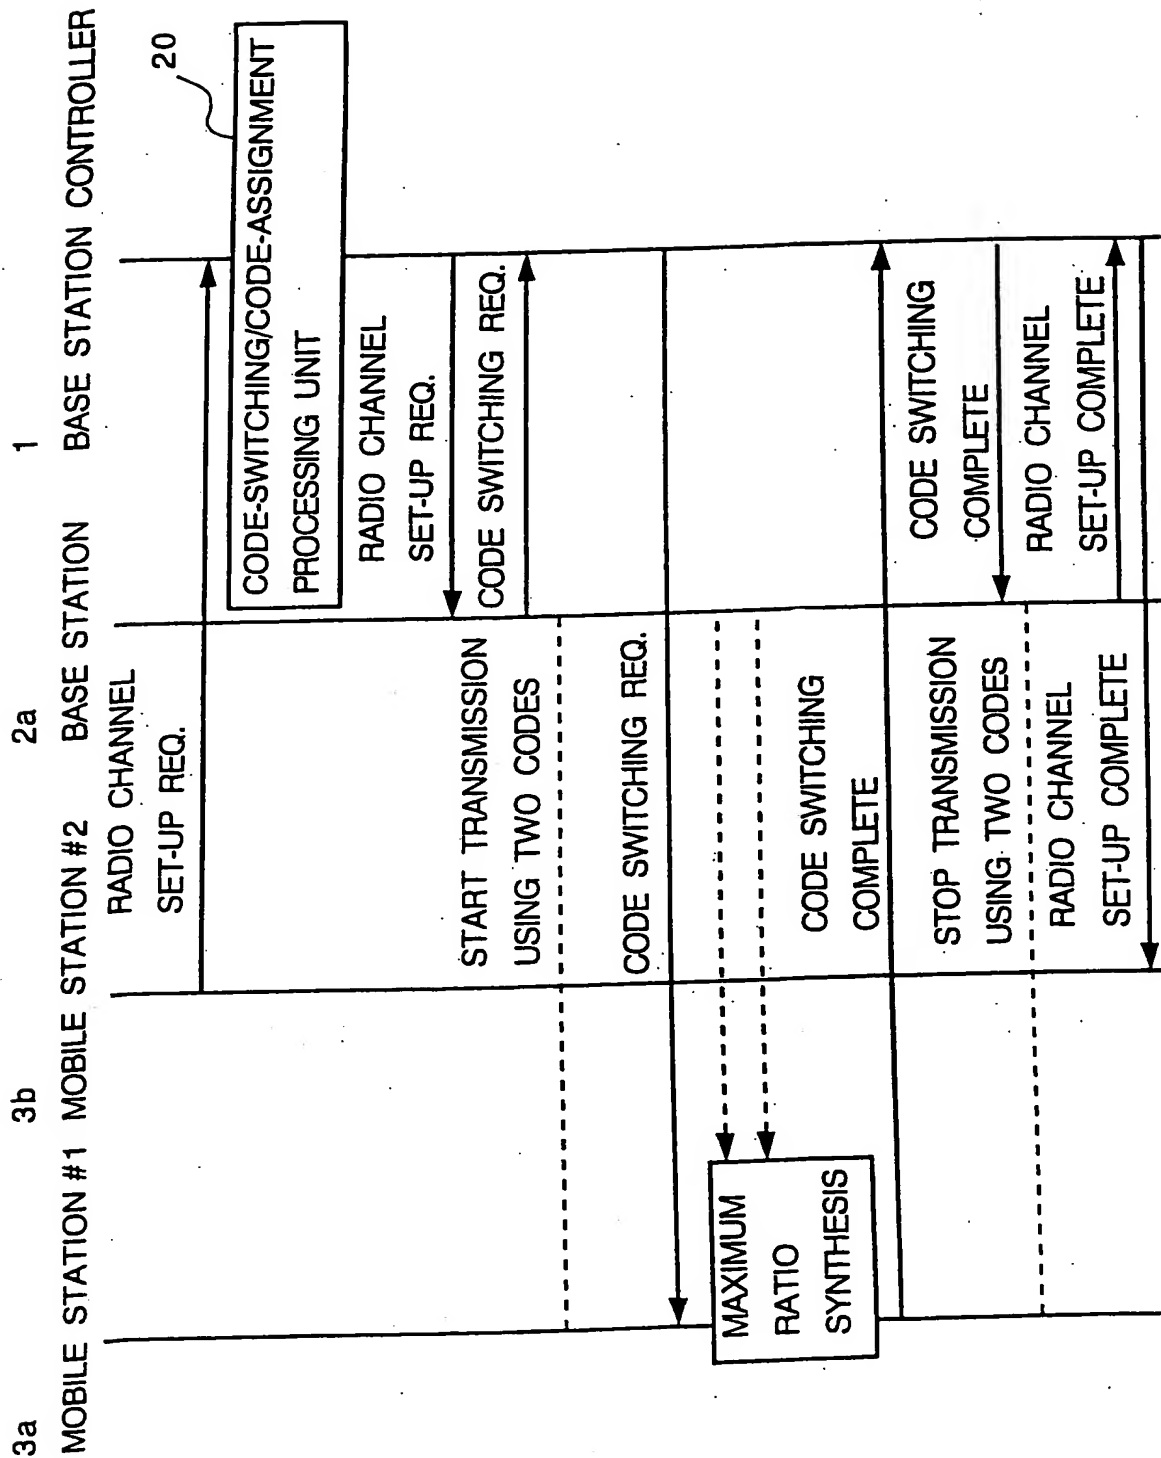 3a
3b
2a
1
MOBILE STATION #1
MOBILE STATION #2
BASE STATION
BASE STATION CONTROLLER
RADIO CHANNEL
SET-UP REQ.
20
CODE-SWITCHING/CODE-ASSIGNMENT
PROCESSING UNIT
RADIO CHANNEL
SET-UP REQ.
CODE SWITCHING REQ.
START TRANSMISSION
USING TWO CODES
CODE SWITCHING REQ.
MAXIMUM
RATIO
SYNTHESIS
CODE SWITCHING
COMPLETE
CODE SWITCHING
COMPLETE
STOP TRANSMISSION
USING TWO CODES
RADIO CHANNEL
SET-UP COMPLETE
RADIO CHANNEL
SET-UP COMPLETE